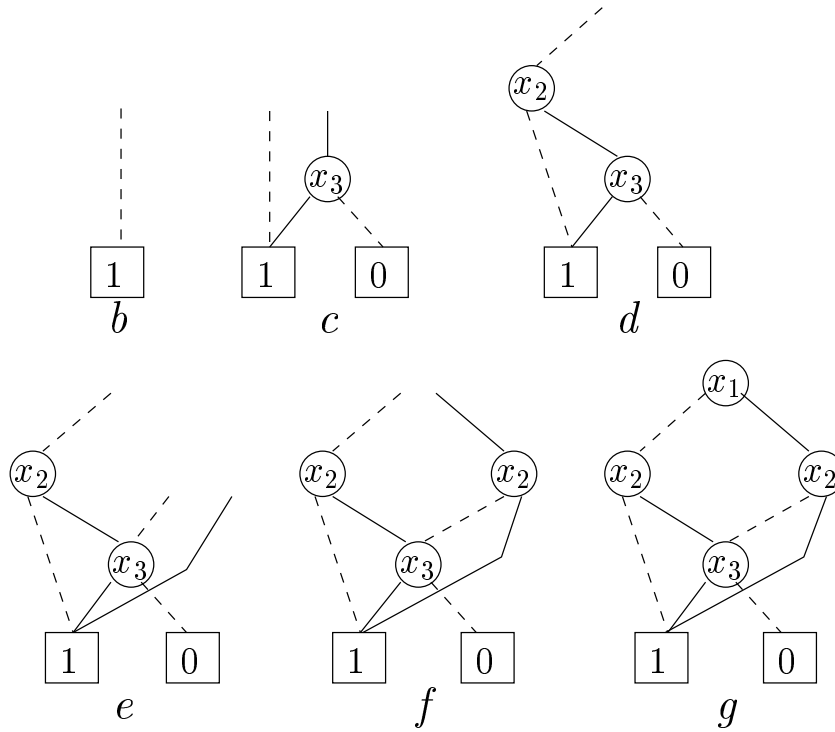 x₂
x₃ x₃
1 1 0 1 0
b c d
x₁
x₂ x₂ x₂ x₂ x₂
x₃ x₃ x₃
1 0 1 0 1 0
e f g